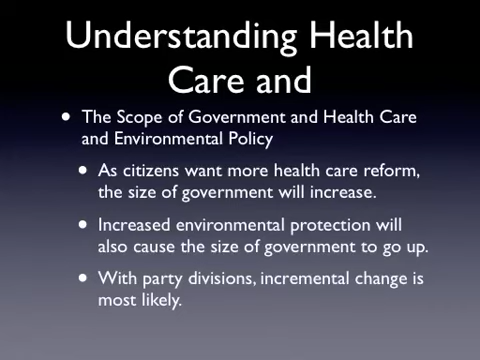 Understanding Health
Care and
• The Scope of Government and Health Care
and Environmental Policy
• As citizens want more health care reform,
the size of government will increase.
• Increased environmental protection will
also cause the size of government to go up.
• With party divisions, incremental change is
most likely.